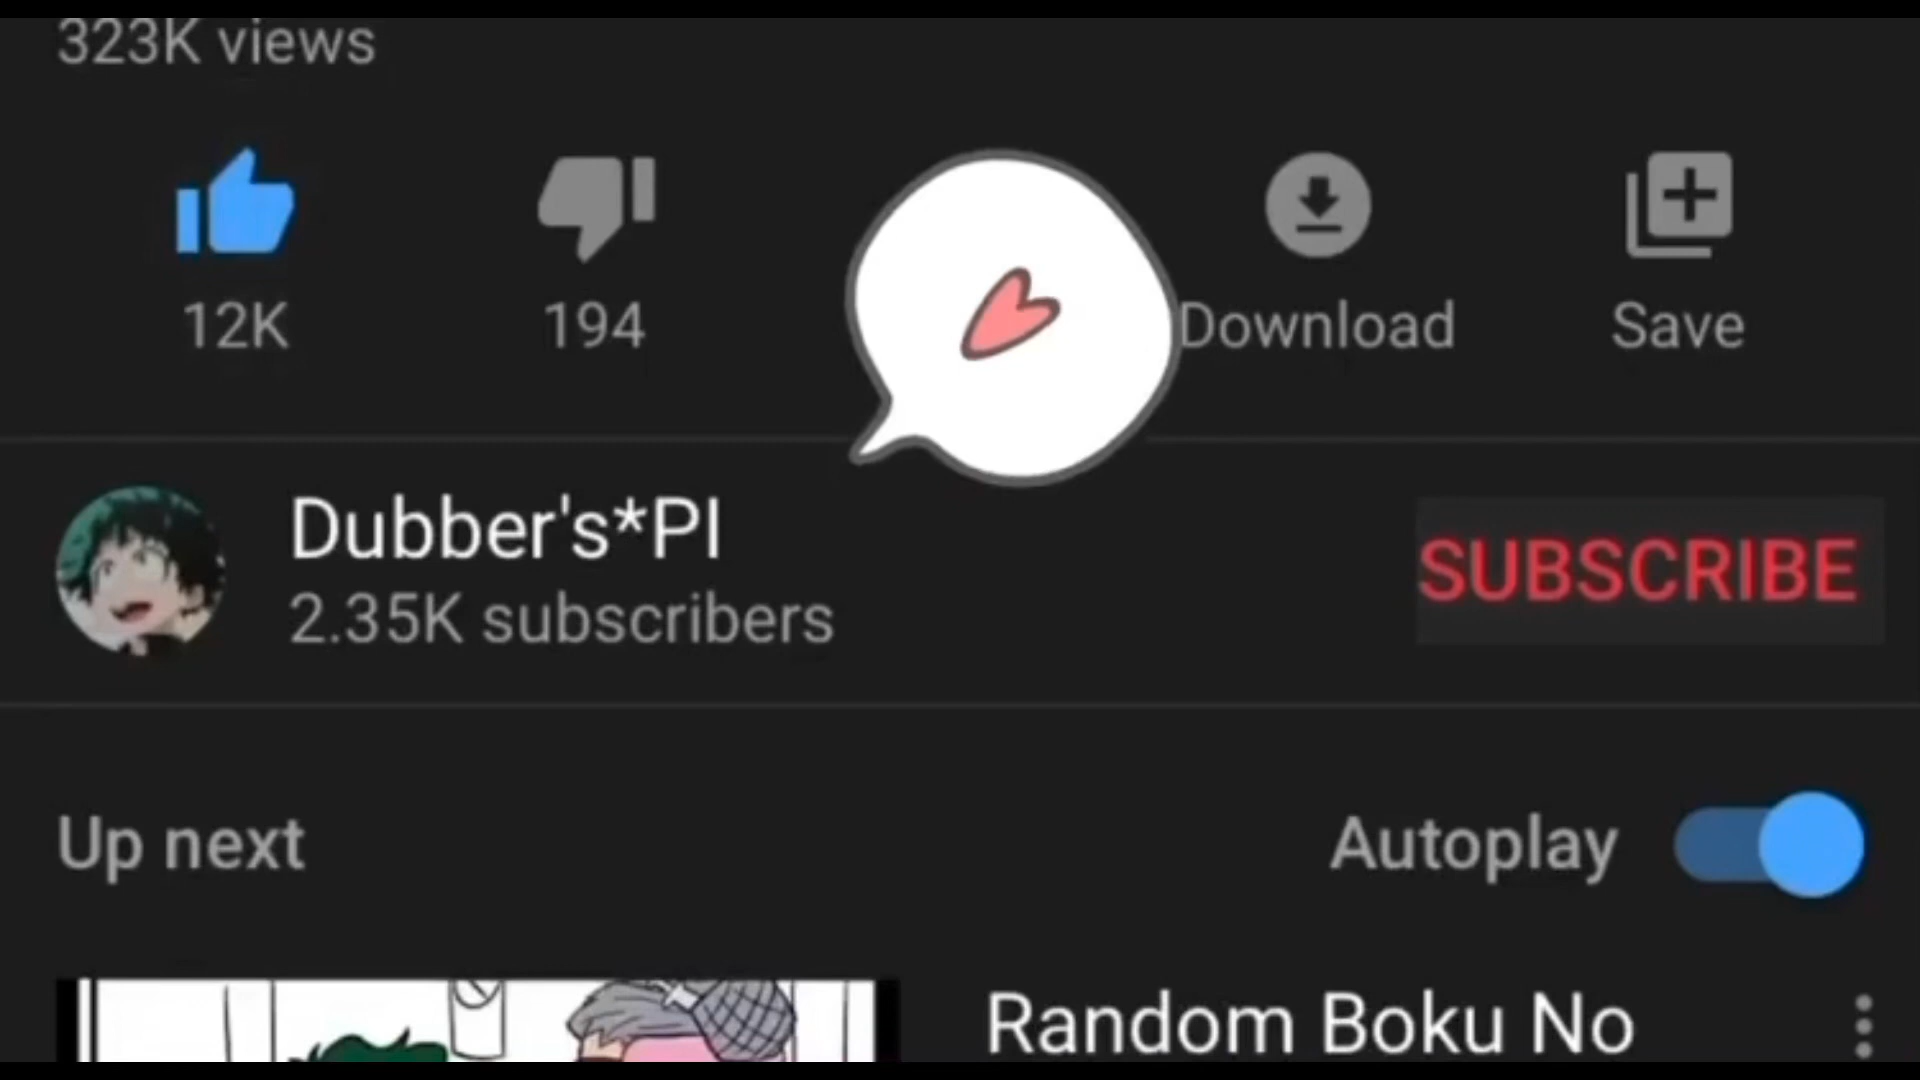 323K views
12K
194
Download
Save
Dubber's*PI
2.35K subscribers
SUBSCRIBE
Up next
Autoplay
Random Boku No